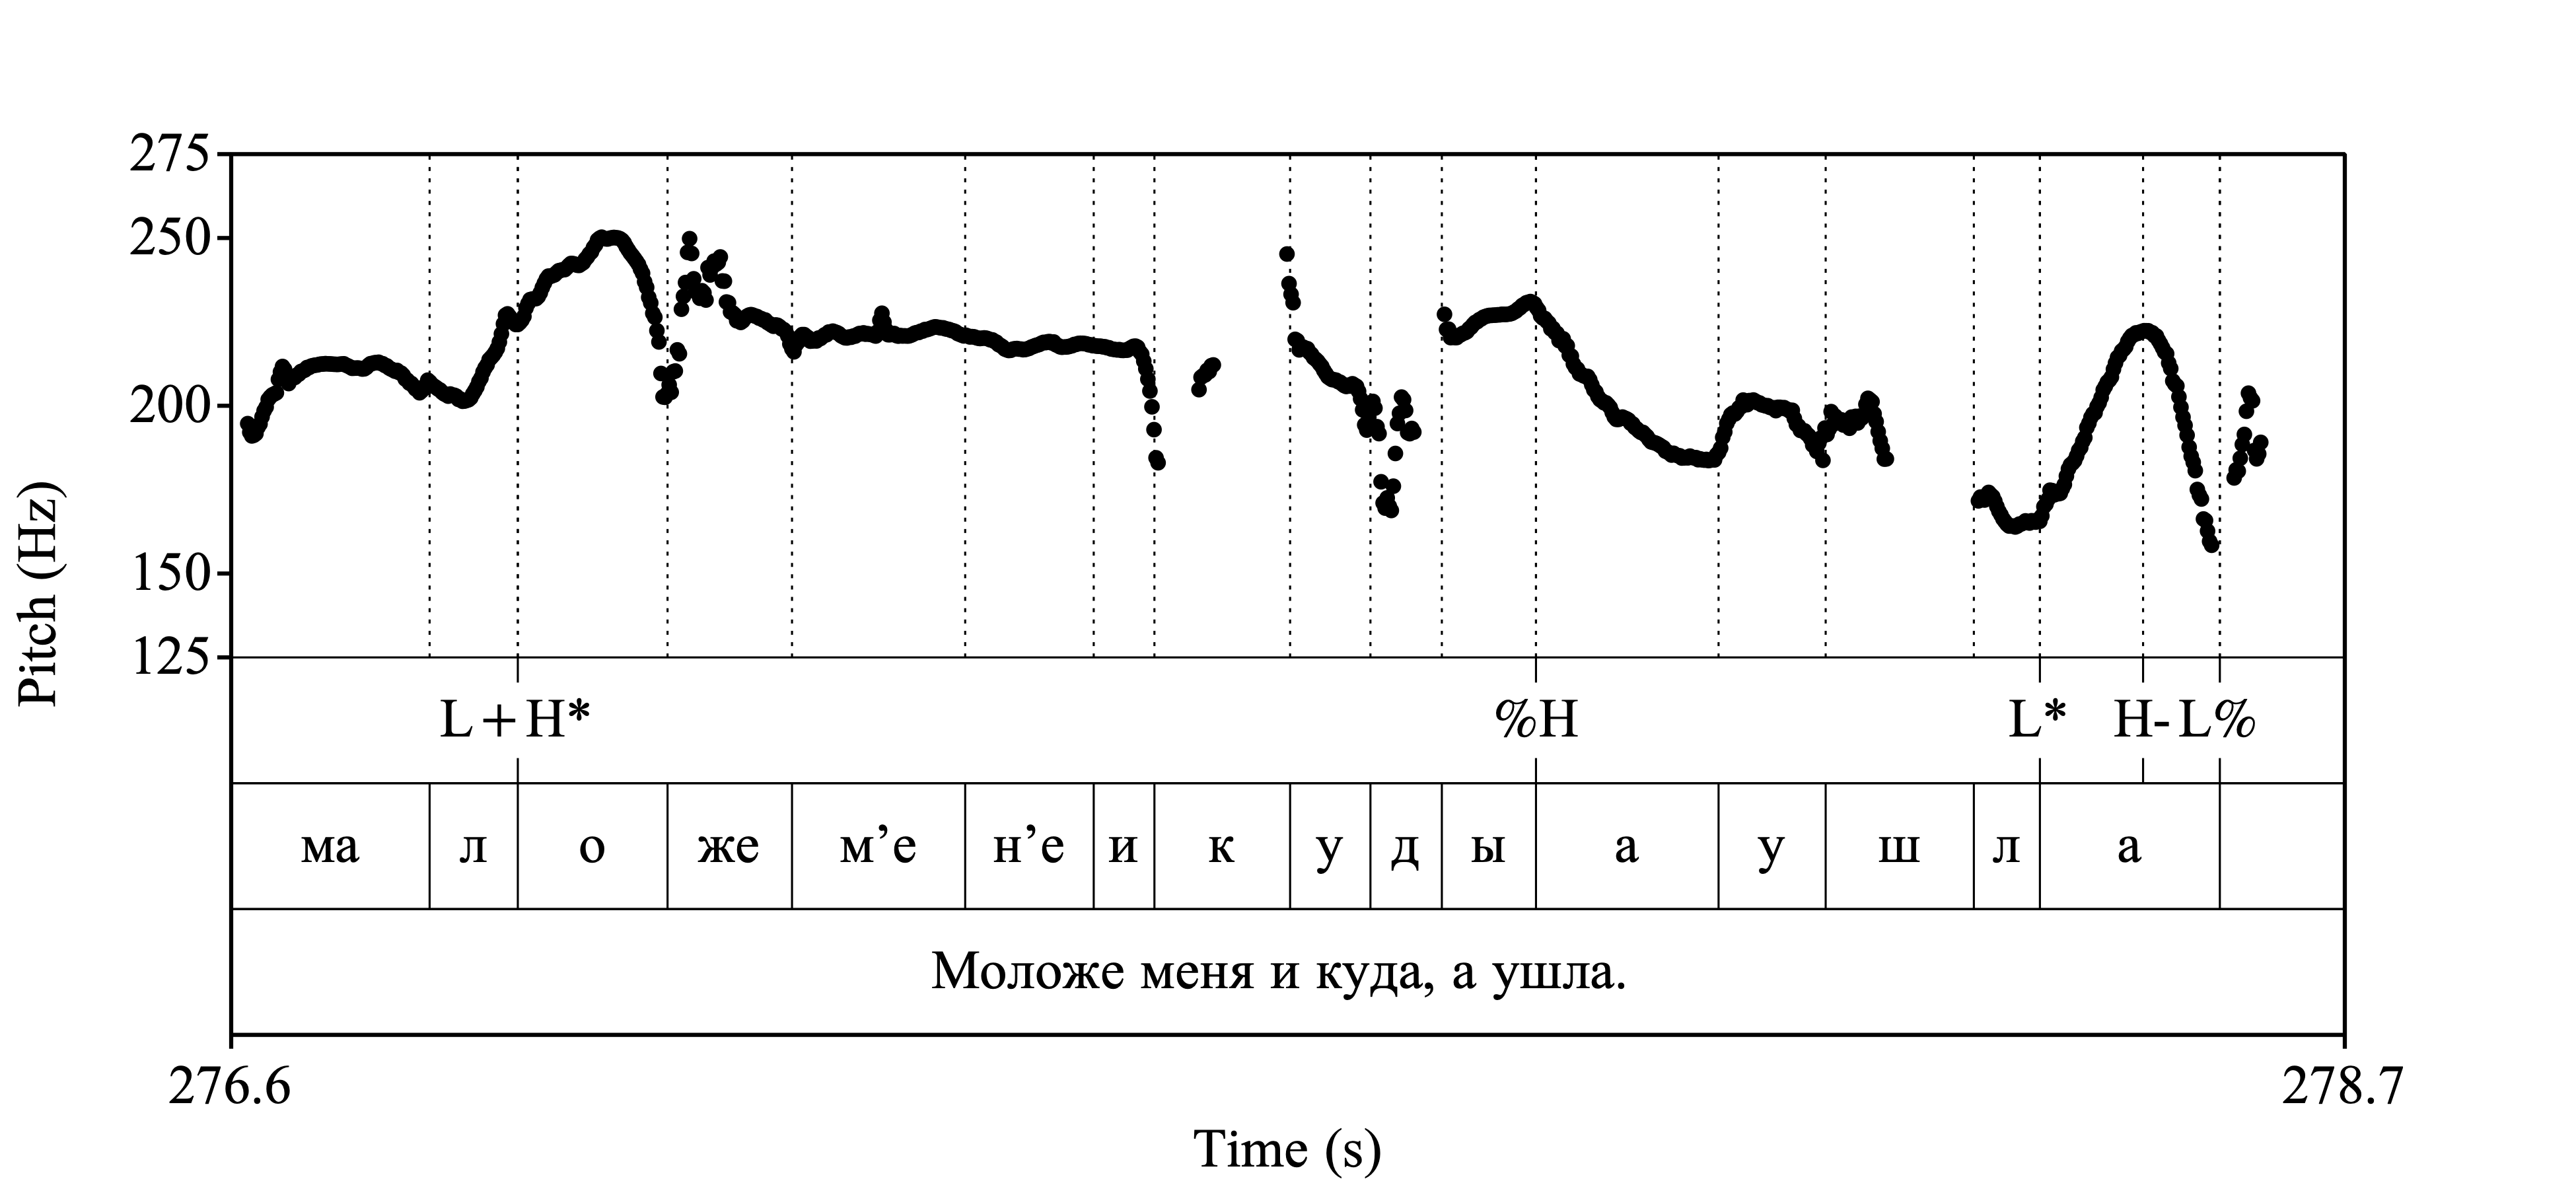 275
250
200
150
125
Pitch (Hz)
L+H* %H L* H- L%
ма л о же м’е н’е и к у д ы а у ш л а
Моложе меня и куда, а ушла.
276.6 278.7
Time (s)